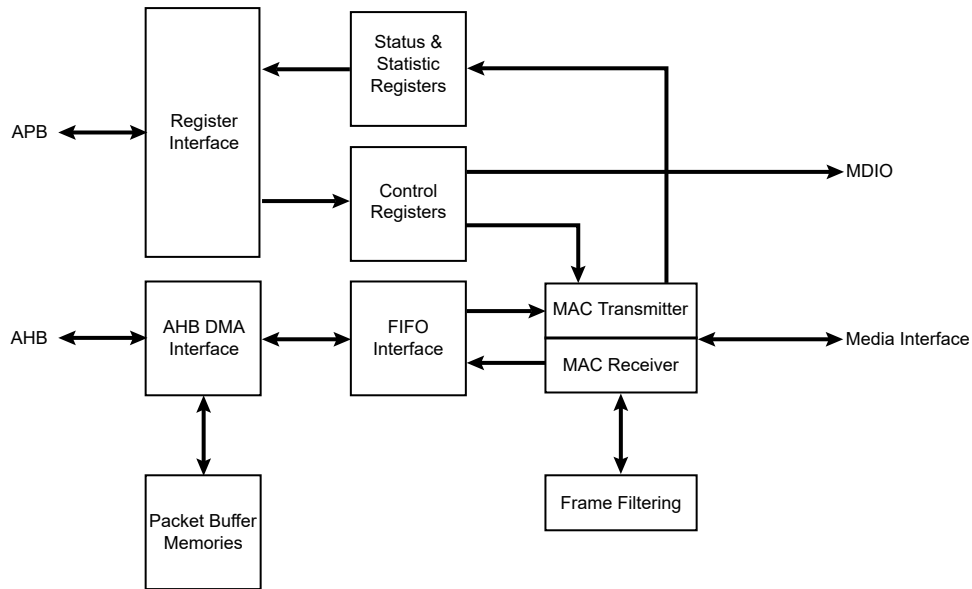 Status &
Statistic
Registers
APB
Register
Interface
MDIO
Control
Registers
MAC Transmitter
AHB
AHB DMA
Interface
FIFO
Interface
Media Interface
MAC Receiver
Frame Filtering
Packet Buffer
Memories